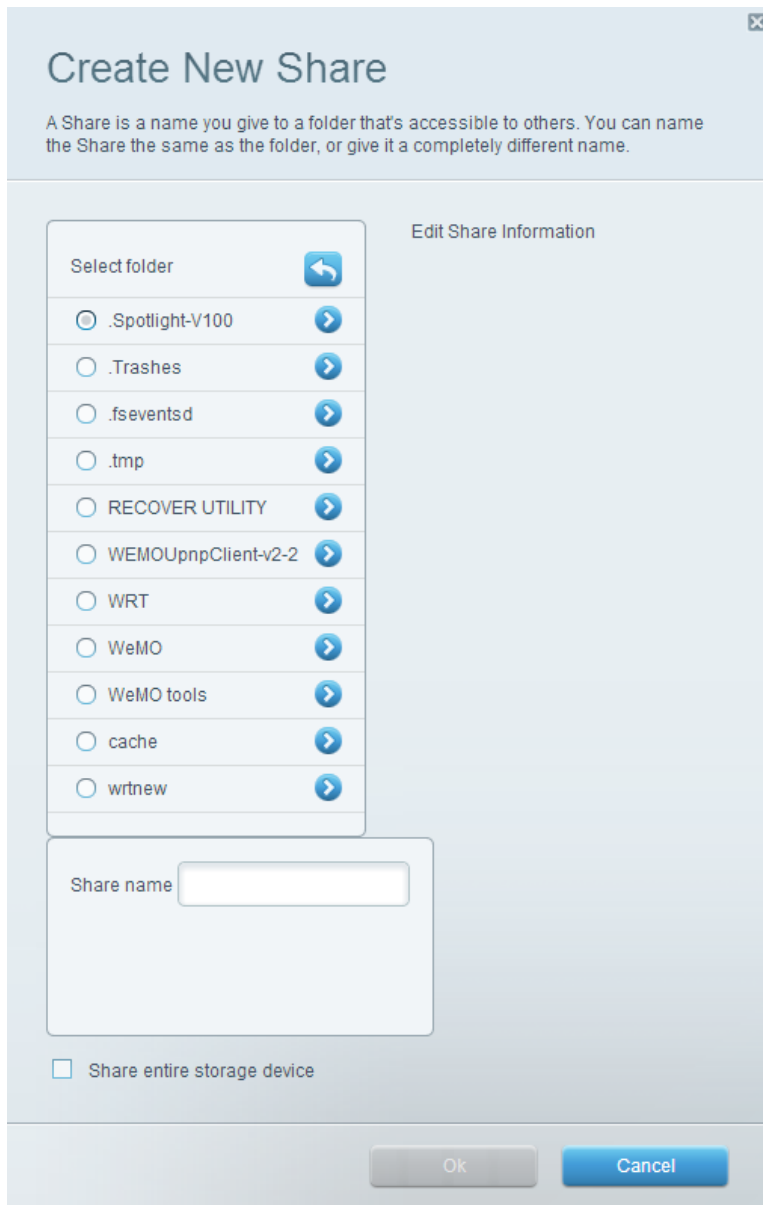 Create New Share
A Share is a name you give to a folder that's accessible to others. You can name
the Share the same as the folder, or give it a completely different name.
Edit Share Information
Select folder
.Spotlight-V100
.Trashes
.fseventsd
.tmp
RECOVER UTILITY
WEMOUpnpClient-v2-2
WRT
WeMO
WeMO tools
cache
wrtnew
Share name
Share entire storage device
Ok
Cancel